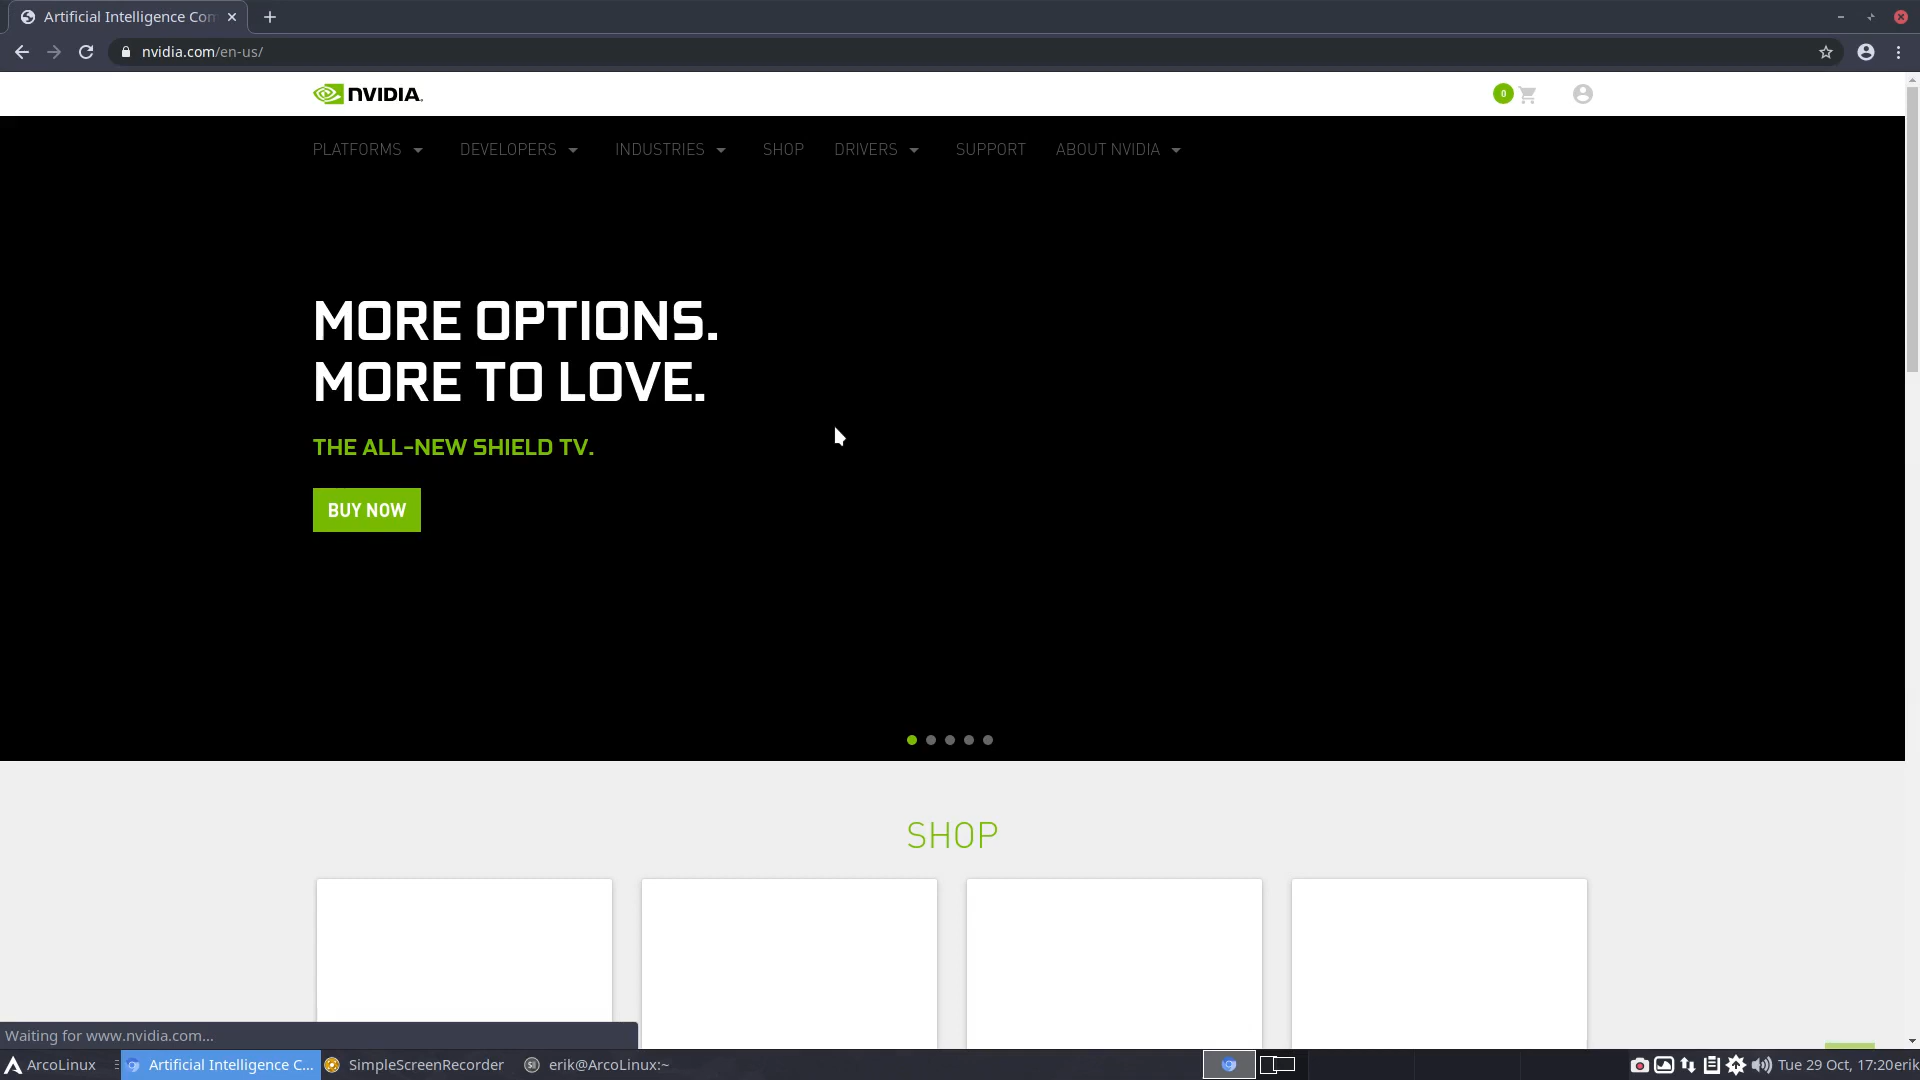 Artificial Intelligence Con
nvidia.com/en-us/
NVIDIA.
0
PLATFORMS DEVELOPERS INDUSTRIES SHOP DRIVERS SUPPORT ABOUT NVIDIA
MORE OPTIONS.
MORE TO LOVE.
THE ALL-NEW SHIELD TV.
BUY NOW
SHOP
Waiting for www.nvidia.com...
ArcoLinux Artificial Intelligence C... SimpleScreenRecorder erik@ArcoLinux:~ Tue 29 Oct, 17:20 erik